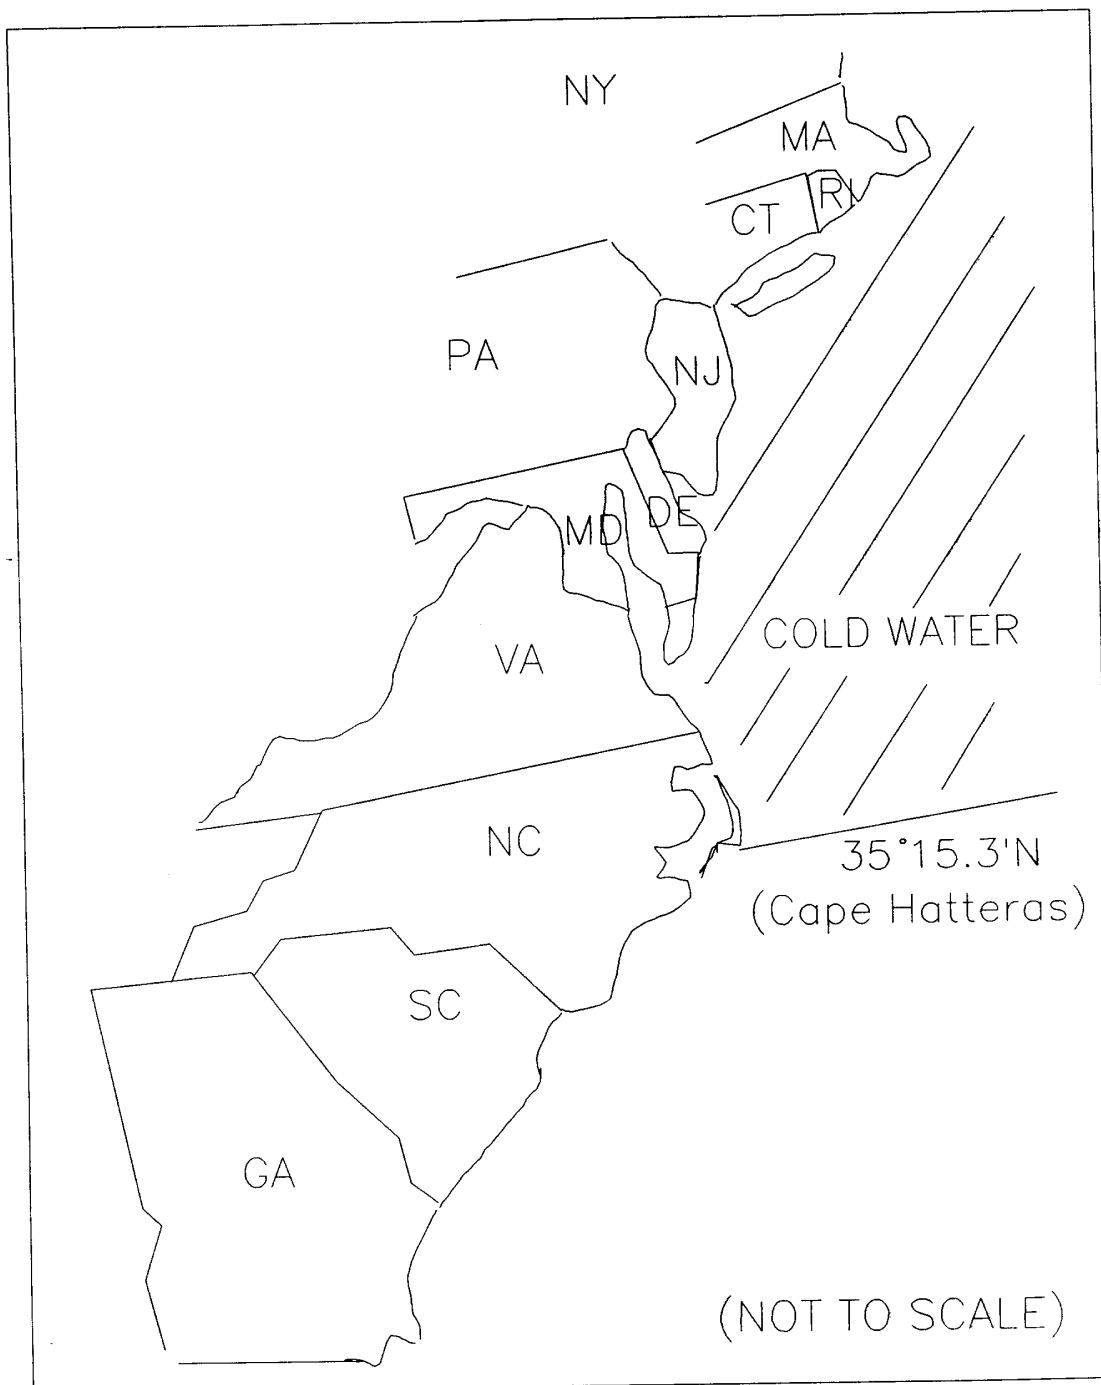 NY
MA
RI
CT
PA
NJ
DE
MD
COLD WATER
VA
NC
35°15.3'N
(Cape Hatteras)
SC
GA
(NOT TO SCALE)